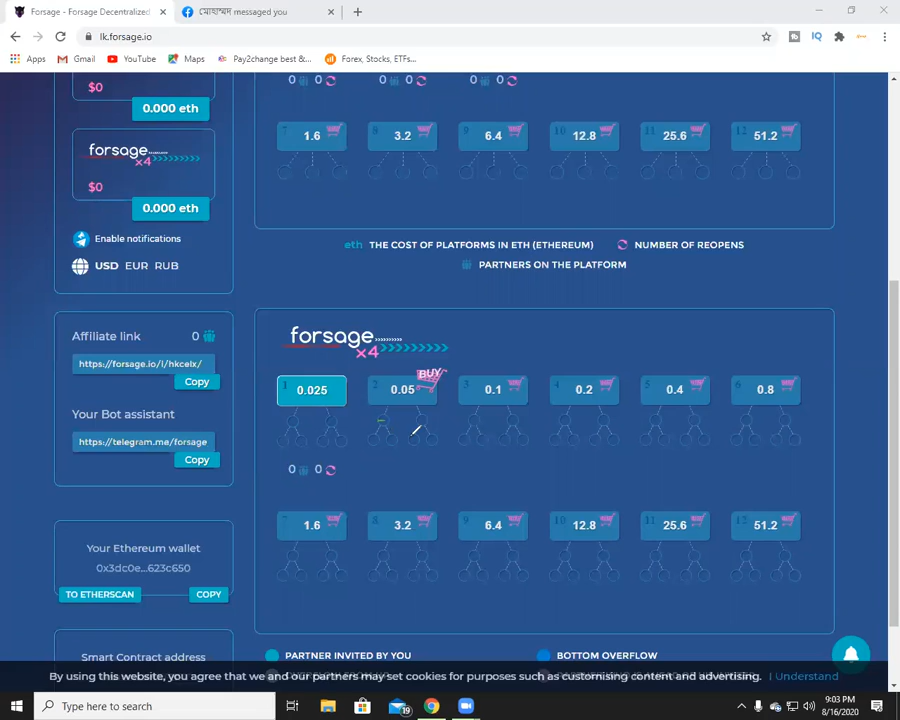 Forsage - Forsage Decentralized
মোহাম্মদ messaged you
lk.forsage.io
Apps
Gmail
YouTube
Maps
Pay2change best &...
Forex, Stocks, ETFs...
$0
0.000 eth
forsage
x4
$0
0.000 eth
Enable notifications
USD EUR RUB
Affiliate link 0
https://forsage.io/i/hkcelx/
Copy
Your Bot assistant
https://telegram.me/forsage
Copy
Your Ethereum wallet
0x3dc0e...623c650
TO ETHERSCAN
COPY
Smart Contract address
0 0 0 0 0 0
7 1.6
8 3.2
9 6.4
10 12.8
11 25.6
12 51.2
eth THE COST OF PLATFORMS IN ETH (ETHEREUM)
NUMBER OF REOPENS
PARTNERS ON THE PLATFORM
forsage
x4
1 0.025
2 0.05 BUY
3 0.1
4 0.2
5 0.4
6 0.8
0 0
7 1.6
8 3.2
9 6.4
10 12.8
11 25.6
12 51.2
PARTNER INVITED BY YOU
BOTTOM OVERFLOW
By using this website, you agree that we and our partners may set cookies for purposes such as customising content and advertising.
I Understand
Type here to search
19
9:03 PM
8/16/2020